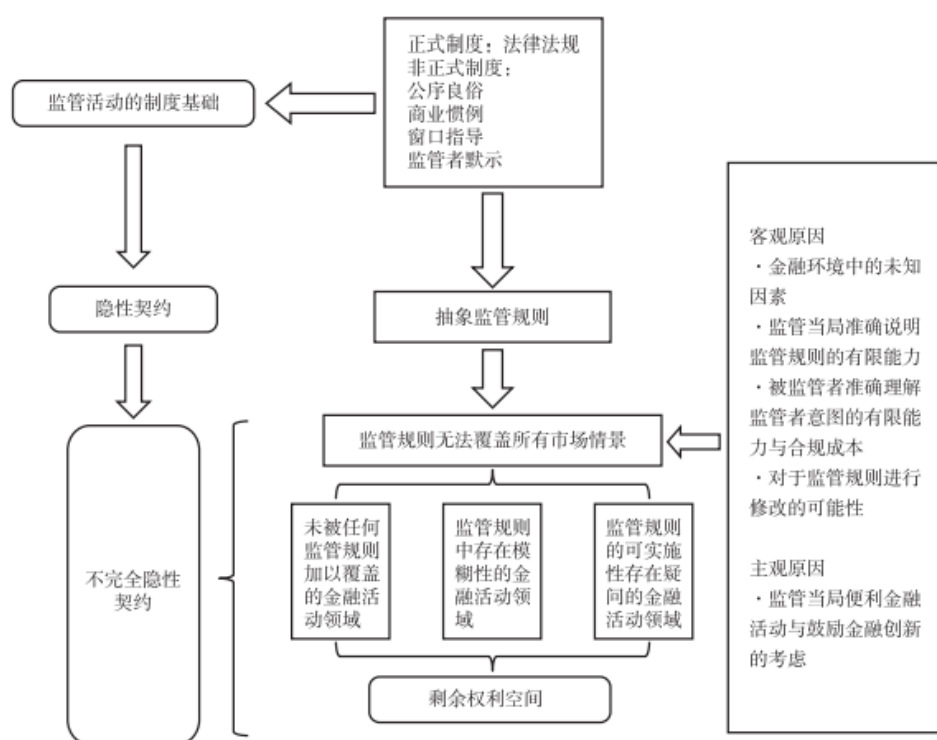 正式制度：法律法规
非正式制度：
公序良俗
商业惯例
窗口指导
监管者默示
监管活动的制度基础
隐性契约
抽象监管规则
客观原因
·金融环境中的未知
因素
·监管当局准确说明
监管规则的有限能力
·被监管者准确理解
监管者意图的有限能
力与合规成本
·对于监管规则进行
修改的可能性
主观原因
·监管当局便利金融
活动与鼓励金融创新
的考虑
监管规则无法覆盖所有市场情景
未被任何
监管规则
加以覆盖
的金融活
动领域
监管规则
中存在模
糊性的金
融活动领
域
监管规则
的可实施
性存在疑
问的金融
活动领域
不完全隐性
契约
剩余权利空间